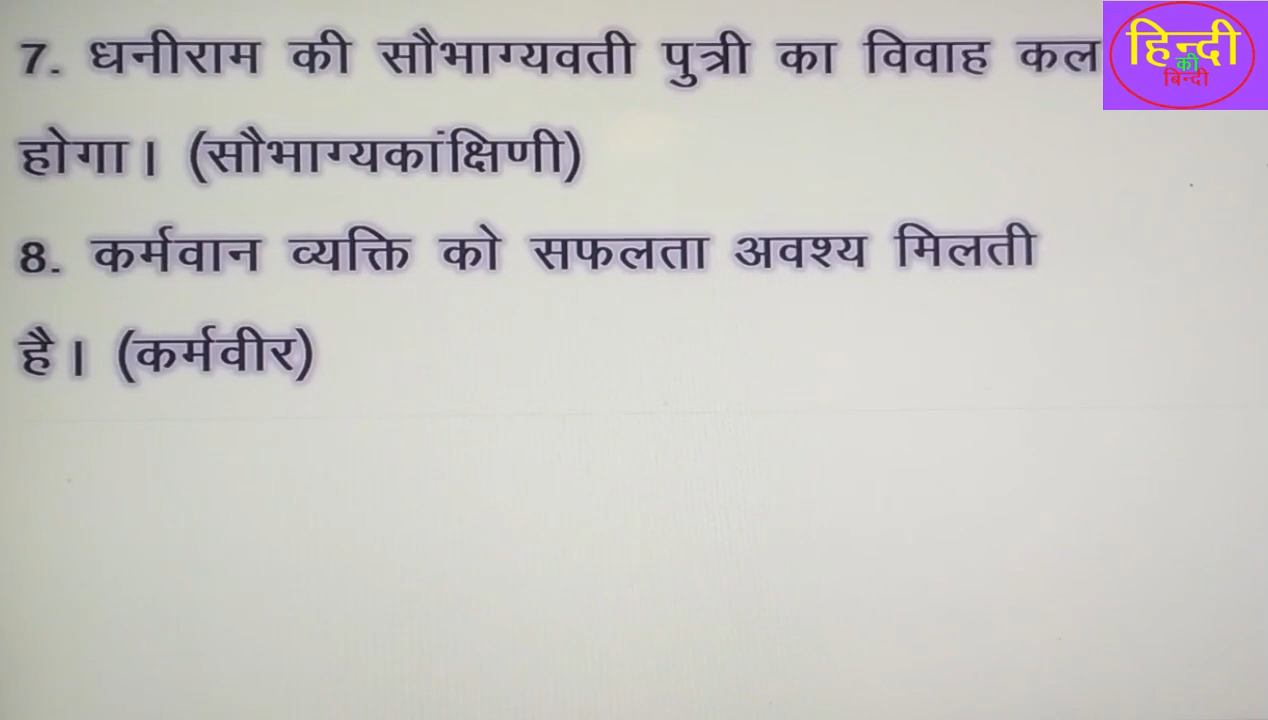 7. धनीराम की सौभाग्यवती पुत्री का विवाह कल
होगा। (सौभाग्यकांक्षिणी)
8. कर्मवान व्यक्ति को सफलता अवश्य मिलती
है। (कर्मवीर)
हिन्दी
की
बिन्दी